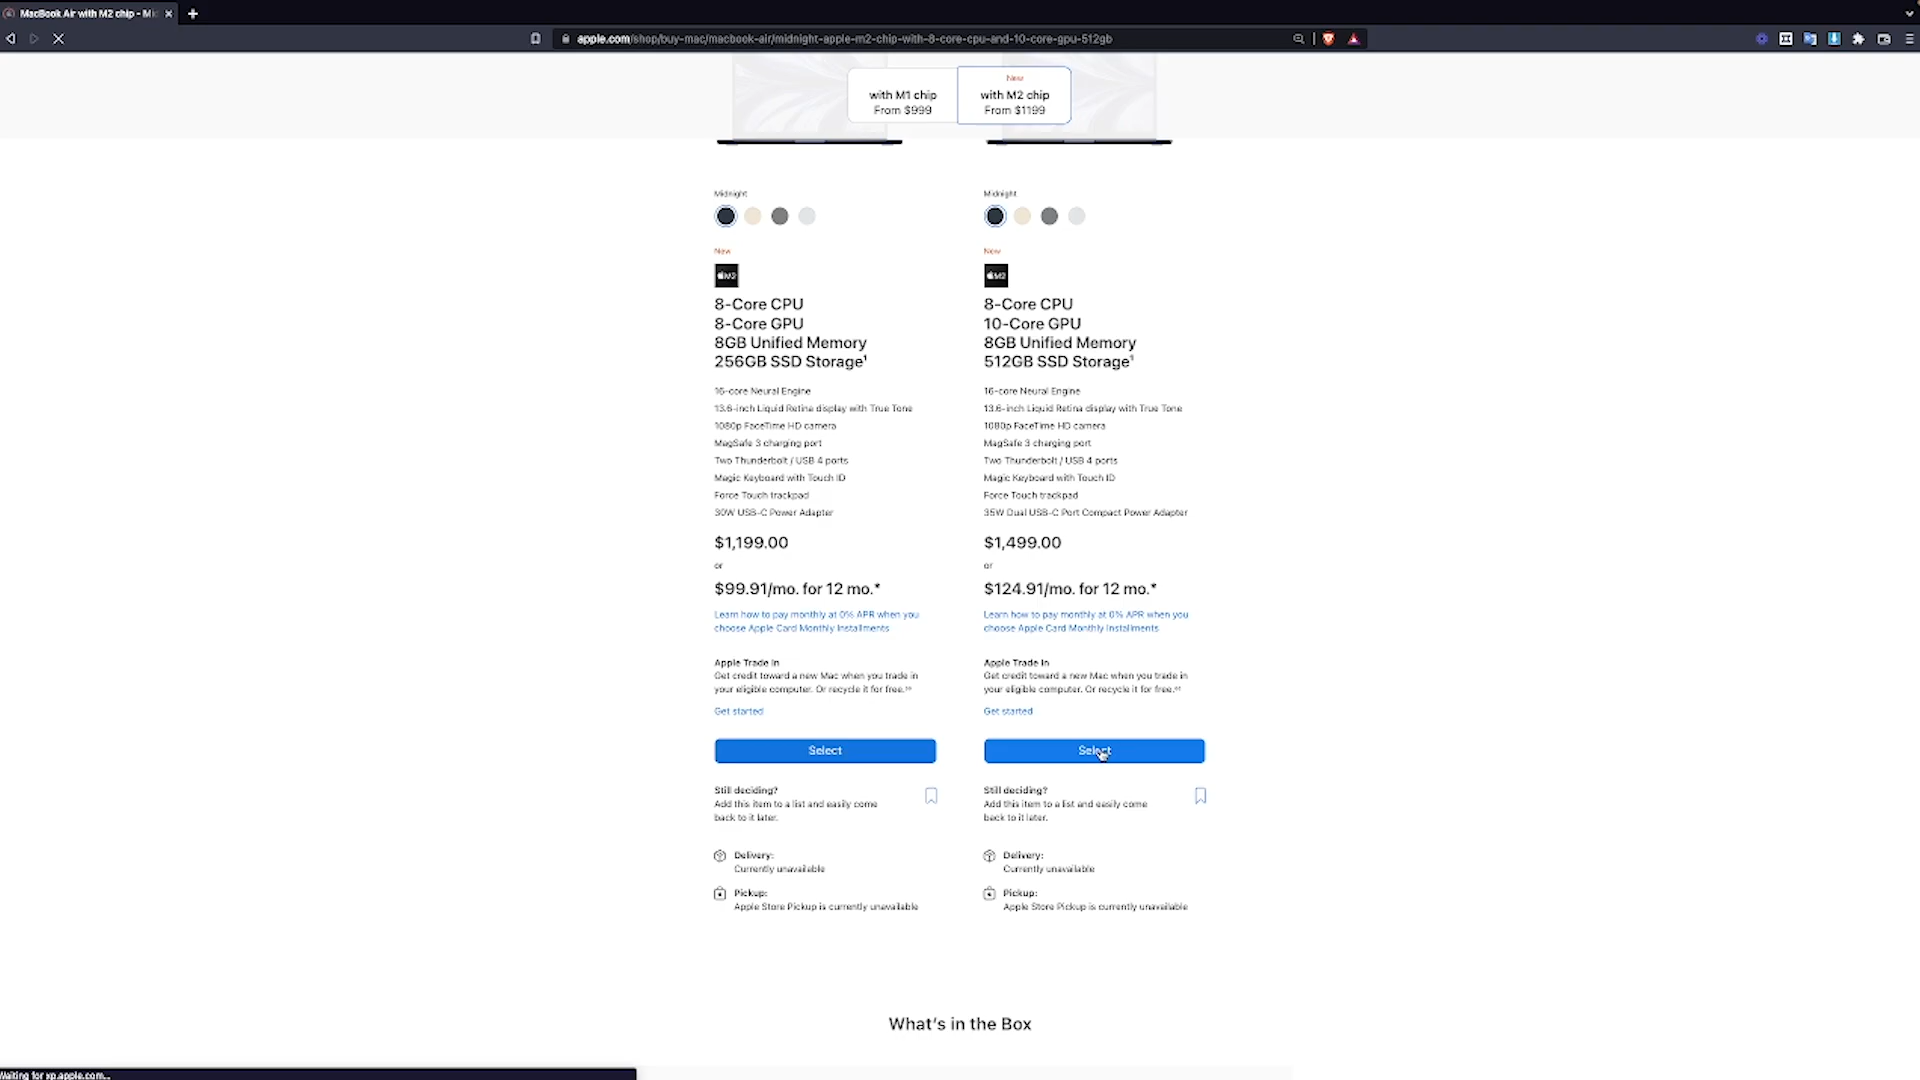 MacBook Air with M2 chip - Mi
apple.com/shop/buy-mac/macbook-air/midnight-apple-m2-chip-with-8-core-cpu-and-10-core-gpu-512gb
with M1 chip
From $999
New
with M2 chip
From $1199
Midnight
New
M2
8-Core CPU
8-Core GPU
8GB Unified Memory
256GB SSD Storage¹
16-core Neural Engine
13.6-inch Liquid Retina display with True Tone
1080p FaceTime HD camera
MagSafe 3 charging port
Two Thunderbolt / USB 4 ports
Magic Keyboard with Touch ID
Force Touch trackpad
30W USB-C Power Adapter
$1,199.00
or
$99.91/mo. for 12 mo.*
Learn how to pay monthly at 0% APR when you
choose Apple Card Monthly Installments
Apple Trade In
Get credit toward a new Mac when you trade in
your eligible computer. Or recycle it for free.
Get started
Select
Still deciding?
Add this item to a list and easily come
back to it later.
Delivery:
Currently unavailable
Pickup:
Apple Store Pickup is currently unavailable
Midnight
New
M2
8-Core CPU
10-Core GPU
8GB Unified Memory
512GB SSD Storage¹
16-core Neural Engine
13.6-inch Liquid Retina display with True Tone
1080p FaceTime HD camera
MagSafe 3 charging port
Two Thunderbolt / USB 4 ports
Magic Keyboard with Touch ID
Force Touch trackpad
35W Dual USB-C Port Compact Power Adapter
$1,499.00
or
$124.91/mo. for 12 mo.*
Learn how to pay monthly at 0% APR when you
choose Apple Card Monthly Installments
Apple Trade In
Get credit toward a new Mac when you trade in
your eligible computer. Or recycle it for free.
Get started
Select
Still deciding?
Add this item to a list and easily come
back to it later.
Delivery:
Currently unavailable
Pickup:
Apple Store Pickup is currently unavailable
What's in the Box
Waiting for xp.apple.com...